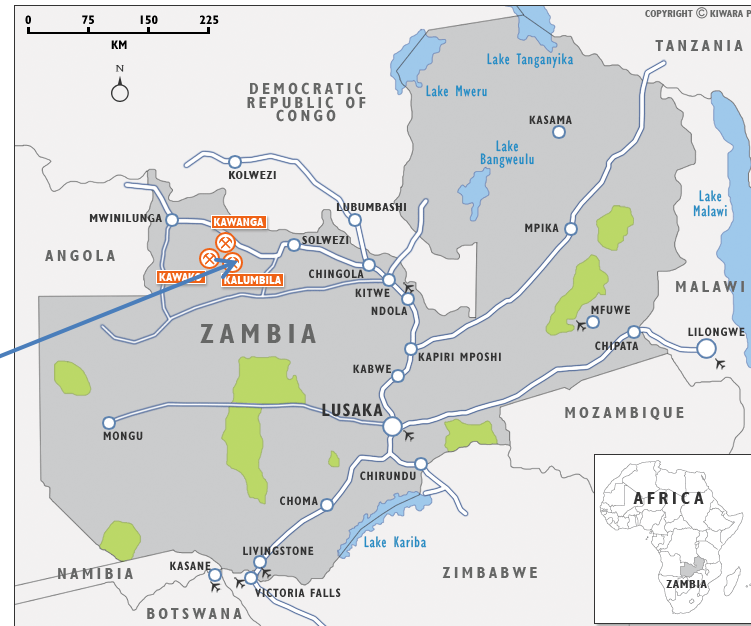 COPYRIGHT © KIWARA P
0 75 150 225
KM
N
TANZANIA
Lake Tanganyika
DEMOCRATIC
REPUBLIC OF
CONGO
Lake Mweru
KASAMA
Lake
Bangweulu
KOLWEZI
Lake
Malawi
LUBUMBASHI
MWINILUNGA
KAWANGA
MPIKA
SOLWEZI
ANGOLA
CHINGOLA
KALUMBILA
MALAWI
KITWE
NDOLA
MFUWE
ZAMBIA
LILONGWE
CHIPATA
KAPIRI MPOSHI
KABWE
LUSAKA
MOZAMBIQUE
MONGU
CHIRUNDU
CHOMA
AFRICA
Lake Kariba
LIVINGSTONE
KASANE
NAMIBIA
ZIMBABWE
ZAMBIA
VICTORIA FALLS
BOTSWANA